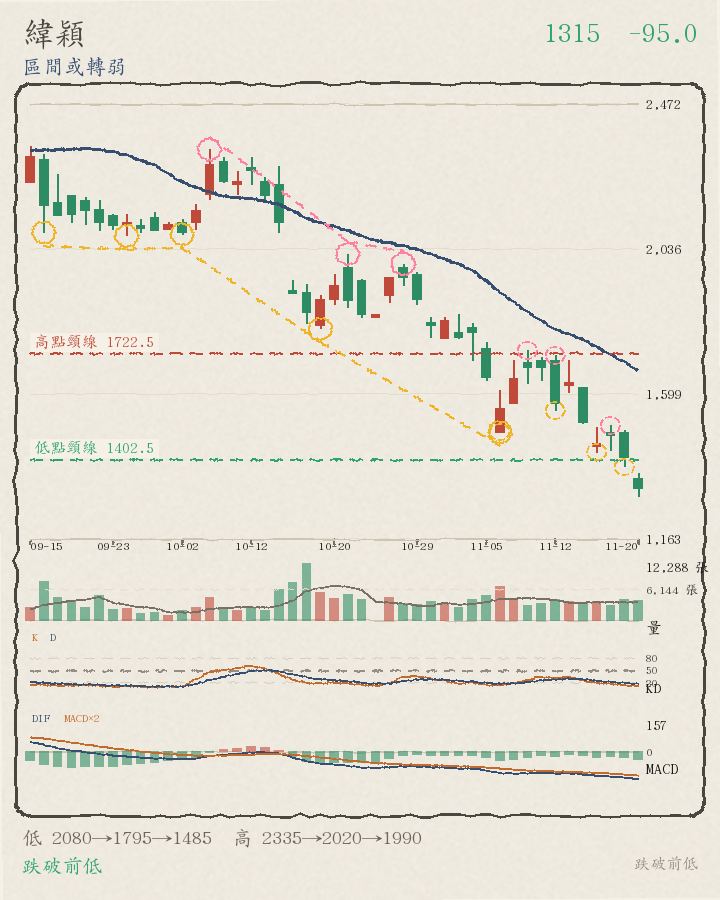 緯穎
1315 -95.0
區間或轉弱
2,472
2,036
高點頸線 1722.5
1,599
低點頸線 1402.5
1,163
09-15 09-23 10-02 10-12 10-20 10-29 11-05 11-12 11-20
12,288 張
6,144 張
量
K D
80
50
20
KD
DIF MACD×2
157
0
MACD
低 2080→1795→1485 高 2335→2020→1990
跌破前低
跌破前低